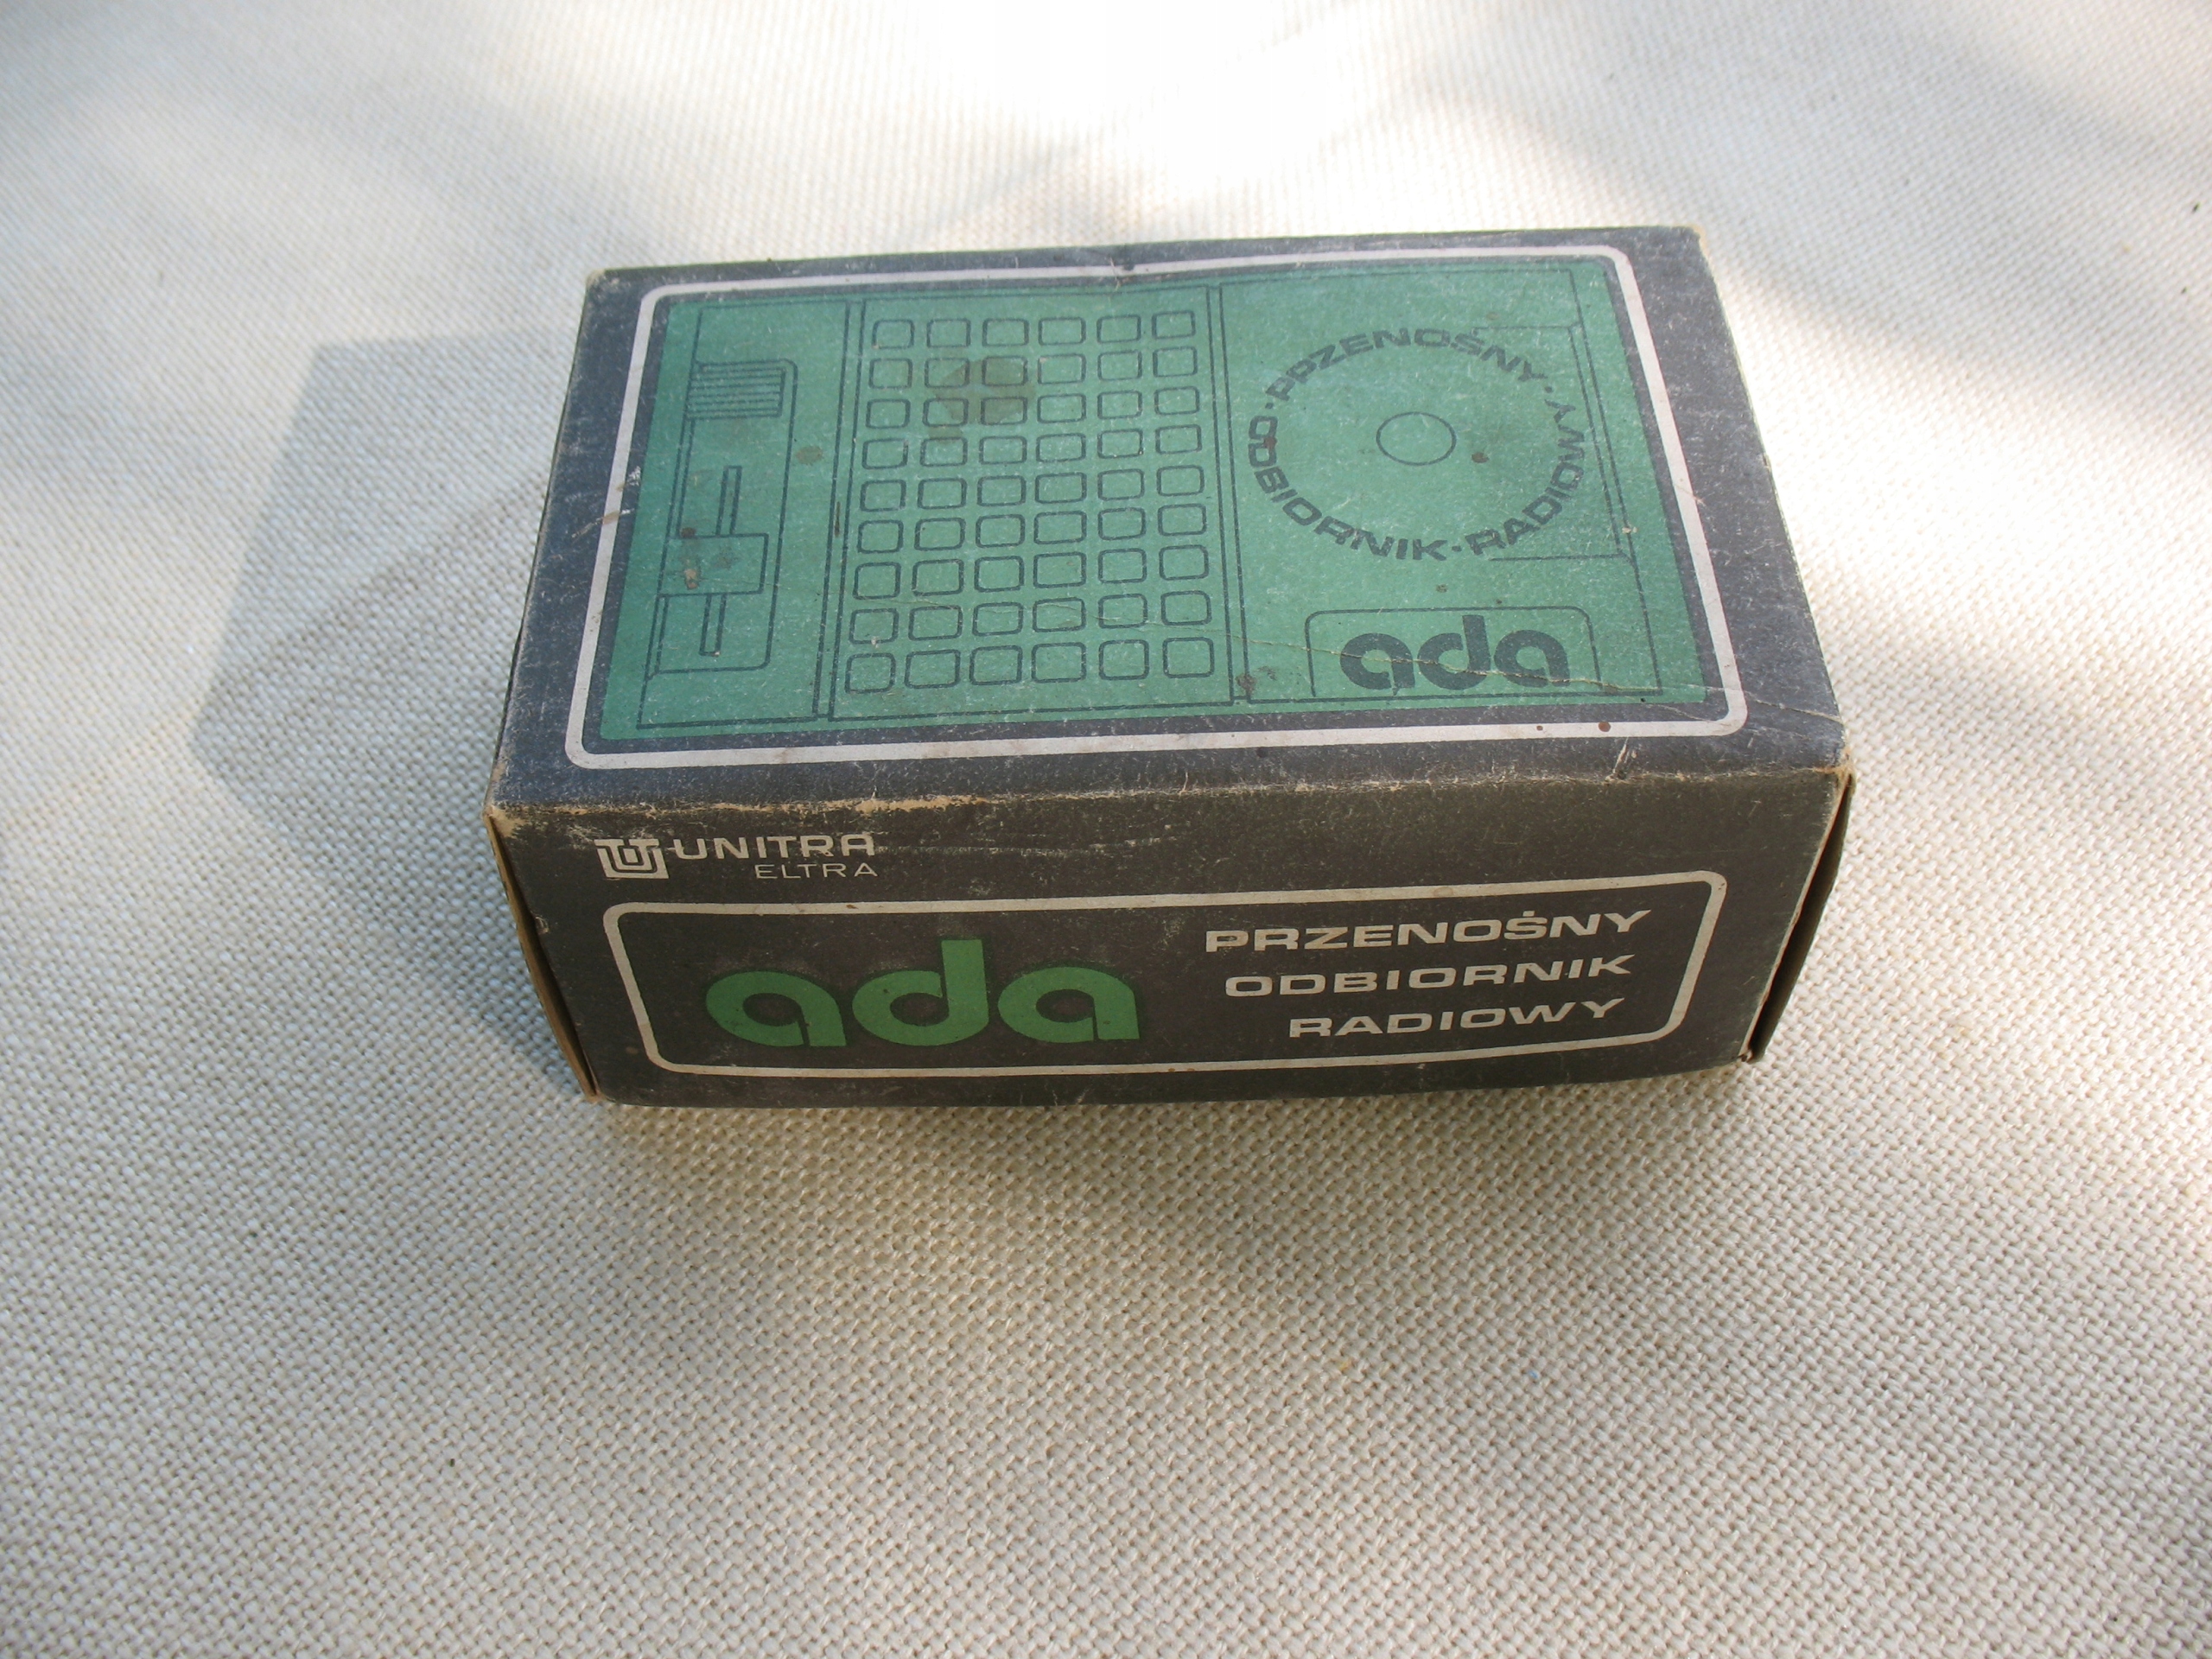 PRZENOŚNY · RADIOWY · ODBIORNIK ·
ada
UNITRA
ELTRA
ada
PRZENOŚNY
ODBIORNIK
RADIOWY